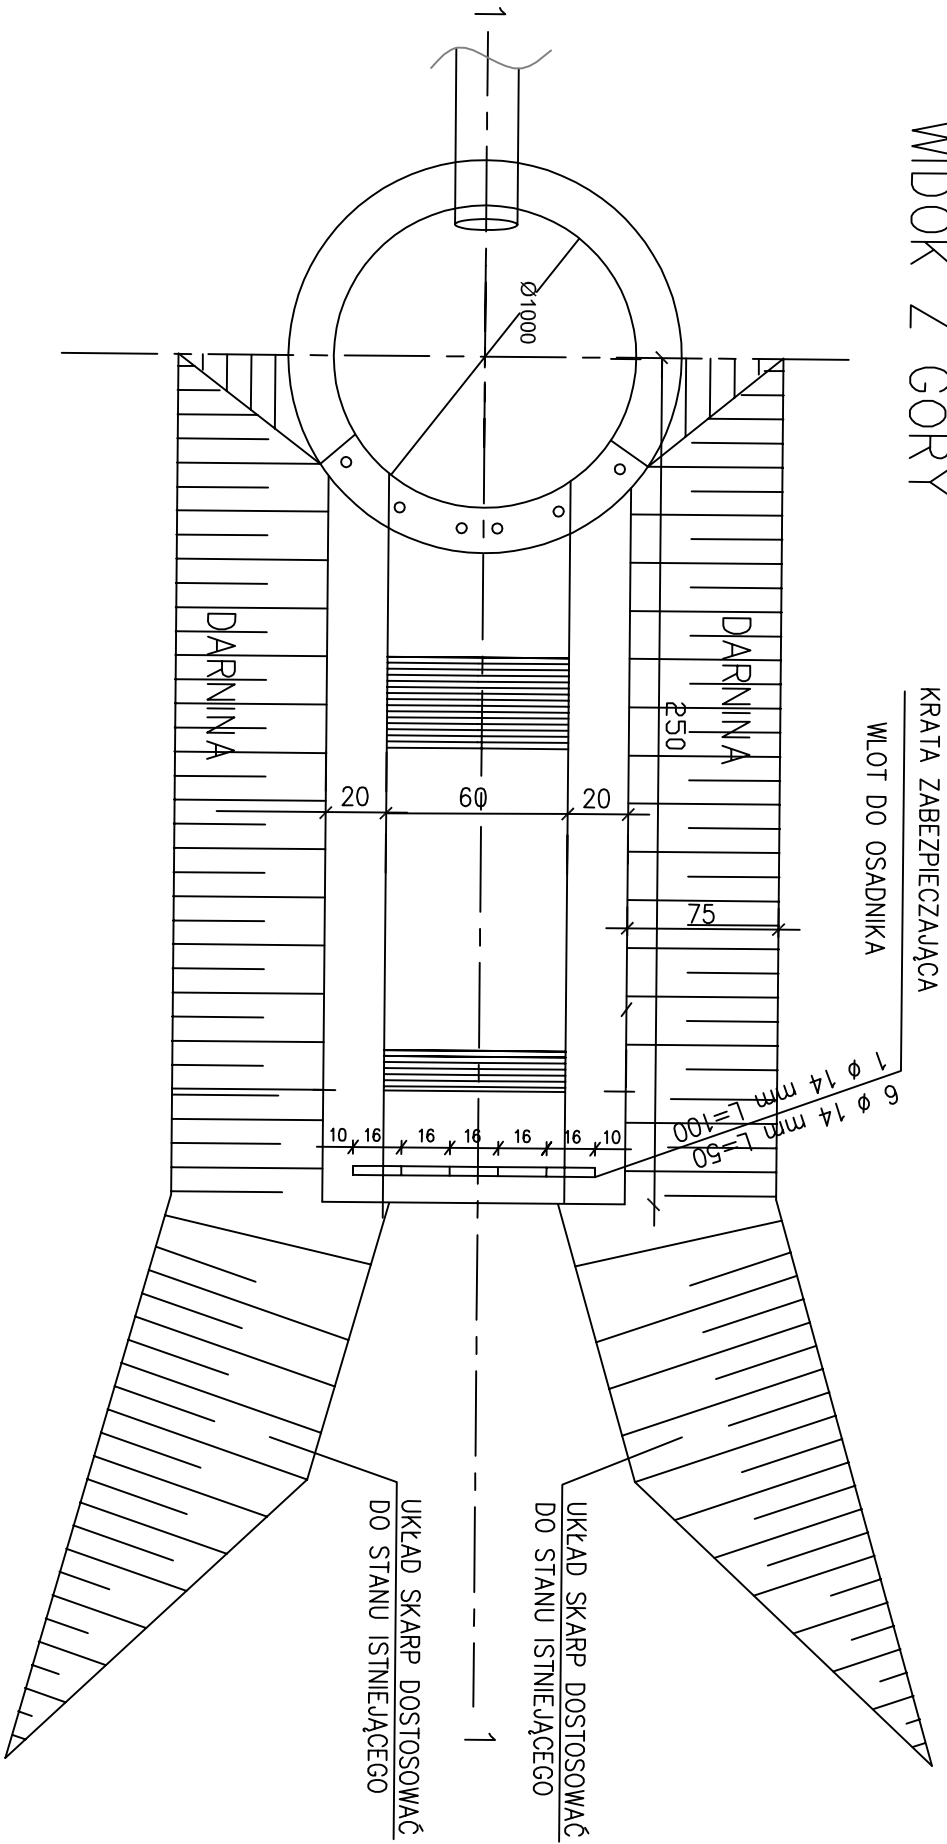 WIDOK Z GÓRY
1
Ø1000
DARNINA
DARNINA
250
KRATA ZABEZPIECZAJĄCA
WLOT DO OSADNIKA
20
60
20
75
1 ϕ 14 mm L=100
6 ϕ 14 mm L=50
10
16
16
16
16
16
10
UKŁAD SKARP DOSTOSOWAĆ
DO STANU ISTNIEJĄCEGO
UKŁAD SKARP DOSTOSOWAĆ
DO STANU ISTNIEJĄCEGO
1